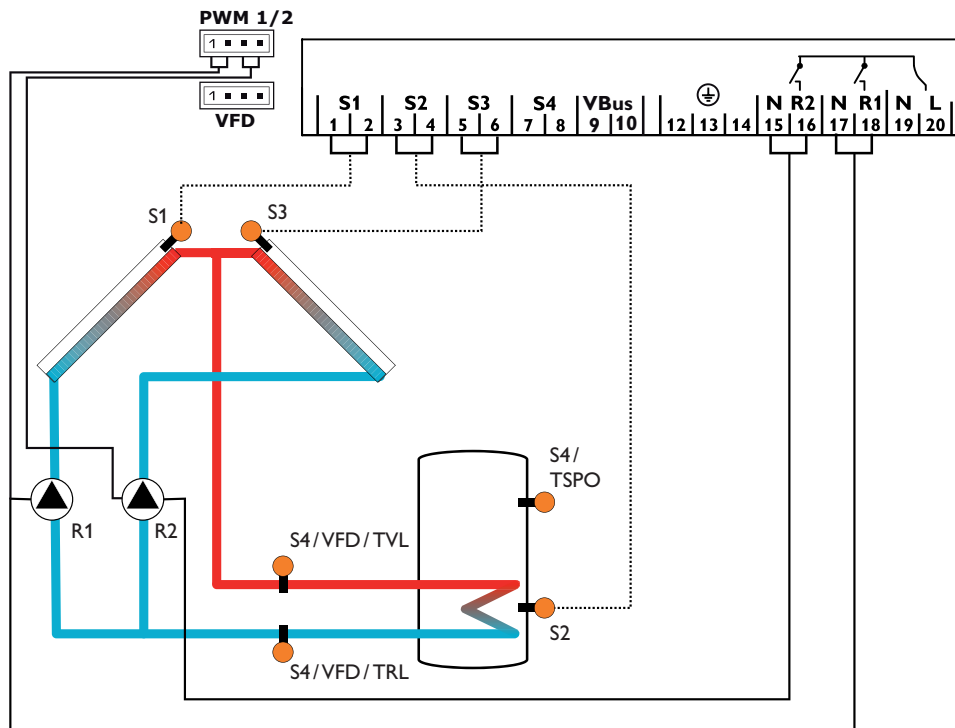 PWM 1/2
1
1
VFD
S1 S2 S3 S4 VBus N R2 N R1 N L
1 2 3 4 5 6 7 8 9 10 12 13 14 15 16 17 18 19 20
S1
S3
S4 /
TSPO
R1
R2
S4 / VFD / TVL
S2
S4 / VFD / TRL